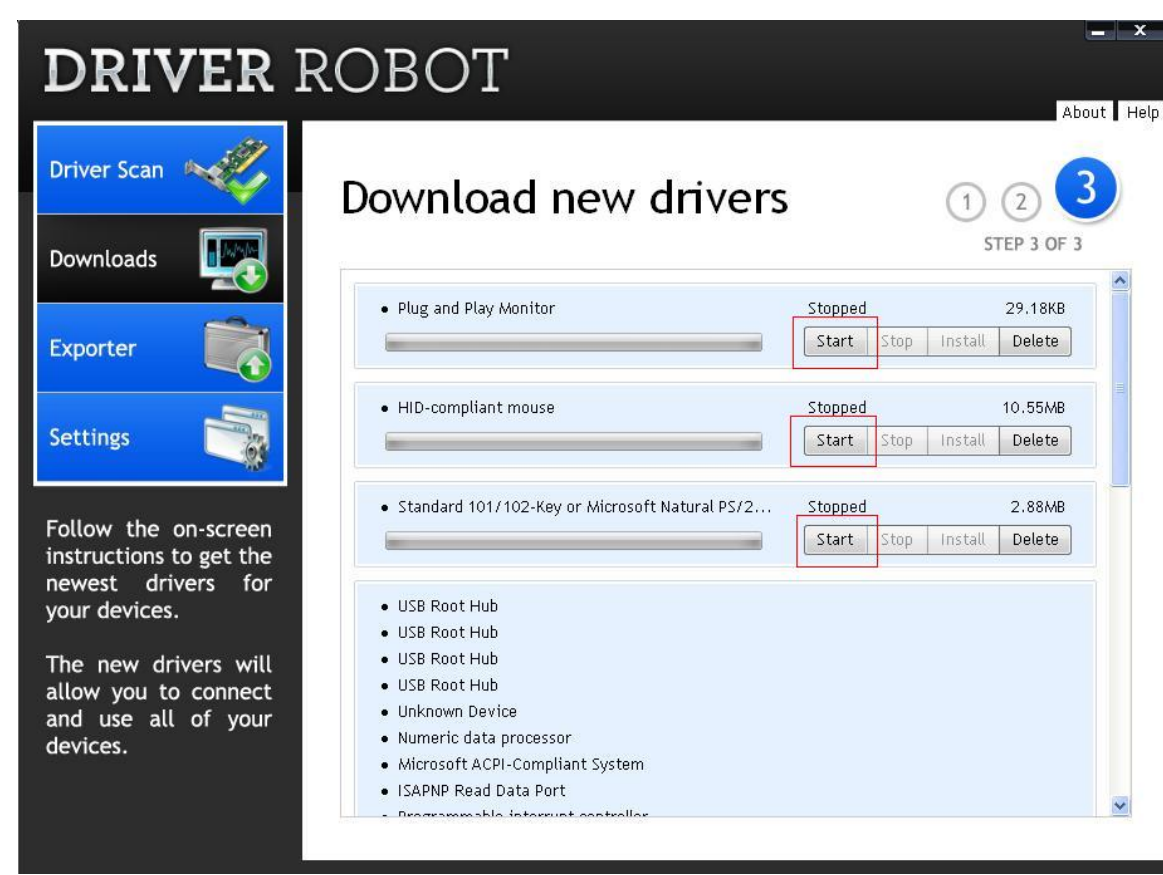 DRIVER ROBOT
About Help
Driver Scan
Downloads
Exporter
Settings
Follow the on-screen
instructions to get the
newest drivers for
your devices.
The new drivers will
allow you to connect
and use all of your
devices.
Download new drivers
1 2 3
STEP 3 OF 3
• Plug and Play Monitor Stopped 29.18KB
Start Stop Install Delete
• HID-compliant mouse Stopped 10.55MB
Start Stop Install Delete
• Standard 101/102-Key or Microsoft Natural PS/2... Stopped 2.88MB
Start Stop Install Delete
• USB Root Hub
• USB Root Hub
• USB Root Hub
• USB Root Hub
• Unknown Device
• Numeric data processor
• Microsoft ACPI-Compliant System
• ISAPNP Read Data Port
• Programmable interrupt controller